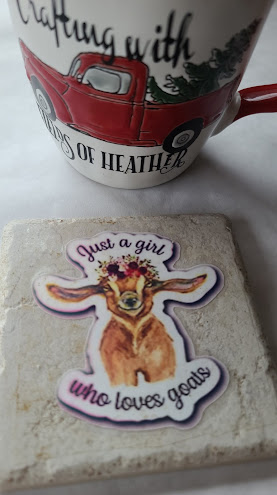 Crafting with
OF HEATHER
Just a girl
who loves goats